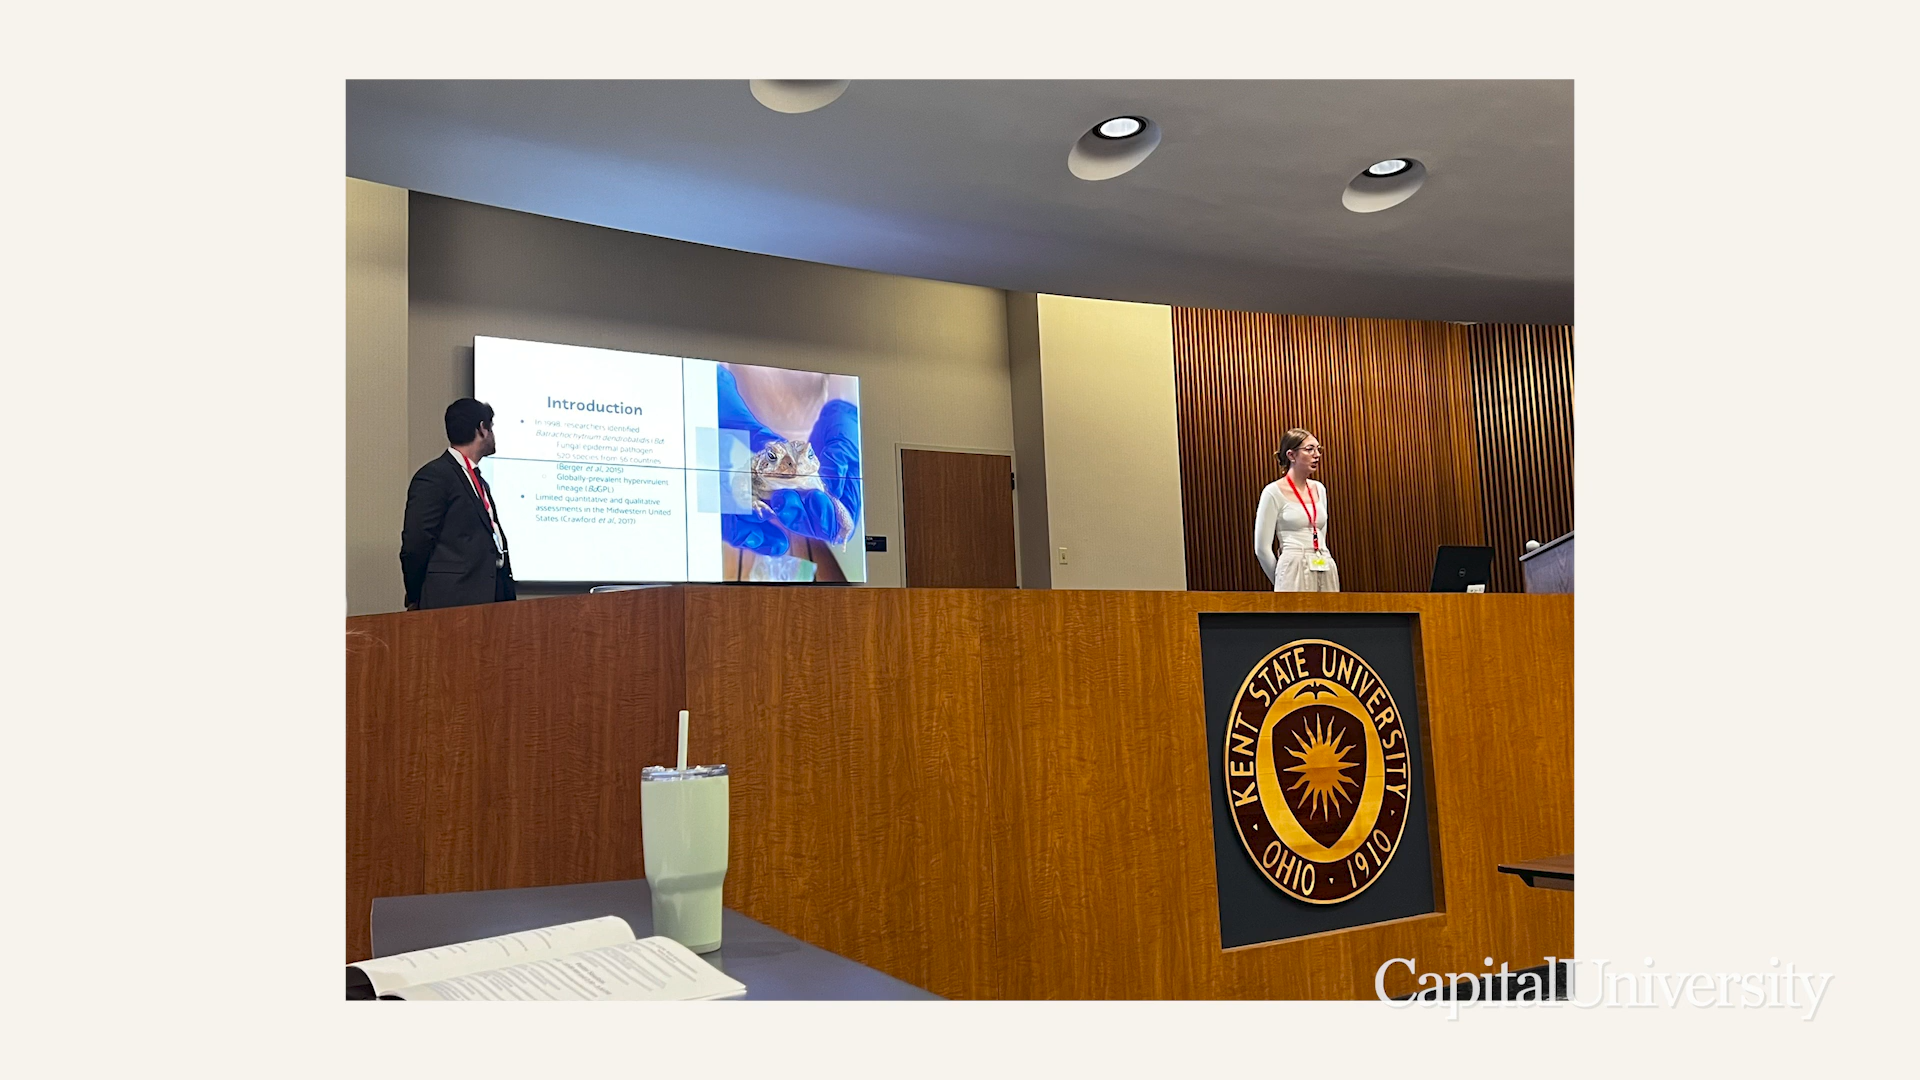 Introduction
In 1998, researchers identified
Batrachochytrium dendrobatidis (Bd)
Fungal epidermal pathogen
520 species from 56 countries
(Berger et al., 2015)
Globally-prevalent hypervirulent
lineage (BdGPL)
Limited quantitative and qualitative
assessments in the Midwestern United
States (Crawford et al., 2017)
KENT STATE UNIVERSITY
OHIO · 1910
CapitalUniversity